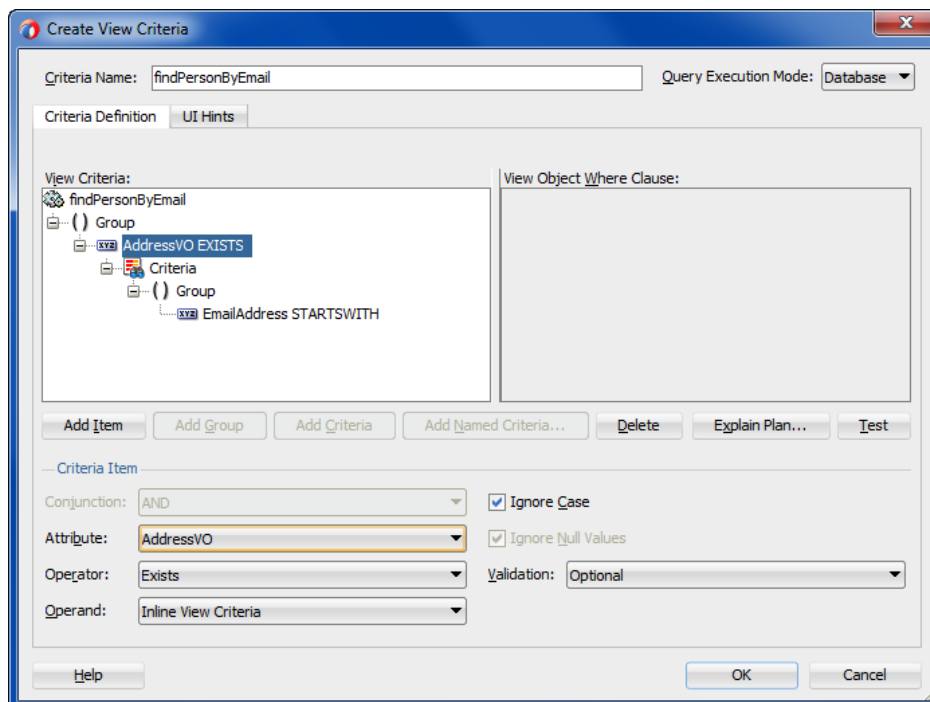 Create View Criteria
Criteria Name: findPersonByEmail Query Execution Mode: Database
Criteria Definition UI Hints
View Criteria: View Object Where Clause:
findPersonByEmail
( ) Group
XYZ AddressVO EXISTS
Criteria
( ) Group
XYZ EmailAddress STARTSWITH
Add Item Add Group Add Criteria Add Named Criteria... Delete Explain Plan... Test
Criteria Item
Conjunction: AND Ignore Case
Attribute: AddressVO Ignore Null Values
Operator: Exists Validation: Optional
Operand: Inline View Criteria
Help OK Cancel